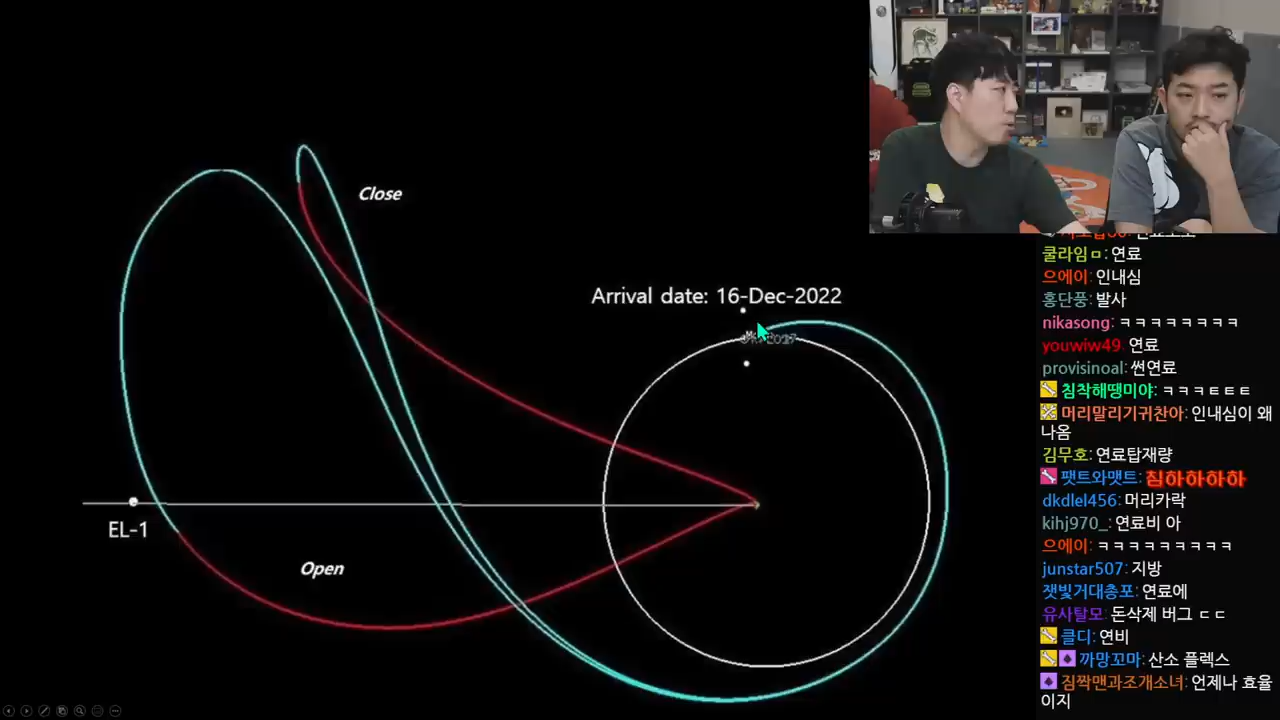 Close
Arrival date: 16-Dec-2022
EL-1
Open
쿨라임ㅁ: 연료
으에이: 인내심
홍단풍: 발사
nikasong: ㅋㅋㅋㅋㅋㅋㅋㅋ
youwiw49: 연료
provisinoal: 썬연료
침착해땡미야: ㅋㅋㅋㅌㅌㅌ
머리말리기귀찬아: 인내심이 왜
나옴
김무호: 연료탑재량
팻트와맷트: 침하하하하
dkdlel456: 머리카락
kihj970_: 연료비 아
으에이: ㅋㅋㅋㅋㅋㅋㅋㅋㅋ
junstar507: 지방
잿빛거대총포: 연료에
유사탈모: 돈삭제 버그 ㄷㄷ
클디: 연비
까망꼬마: 산소 플렉스
짐짝맨과조개소녀: 언제나 효율
이지